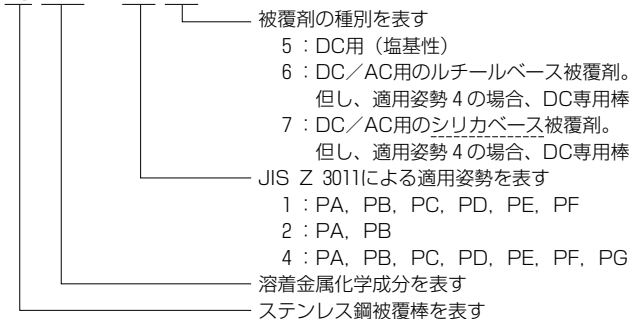 被覆剤の種別を表す
5：DC用（塩基性）
6：DC／AC用のルチールベース被覆剤。
但し、適用姿勢４の場合、DC専用棒
7：DC／AC用のシリカベース被覆剤。
但し、適用姿勢４の場合、DC専用棒
JIS Z 3011による適用姿勢を表す
1：PA，PB，PC，PD，PE，PF
2：PA，PB
4：PA，PB，PC，PD，PE，PF，PG
溶着金属化学成分を表す
ステンレス鋼被覆棒を表す